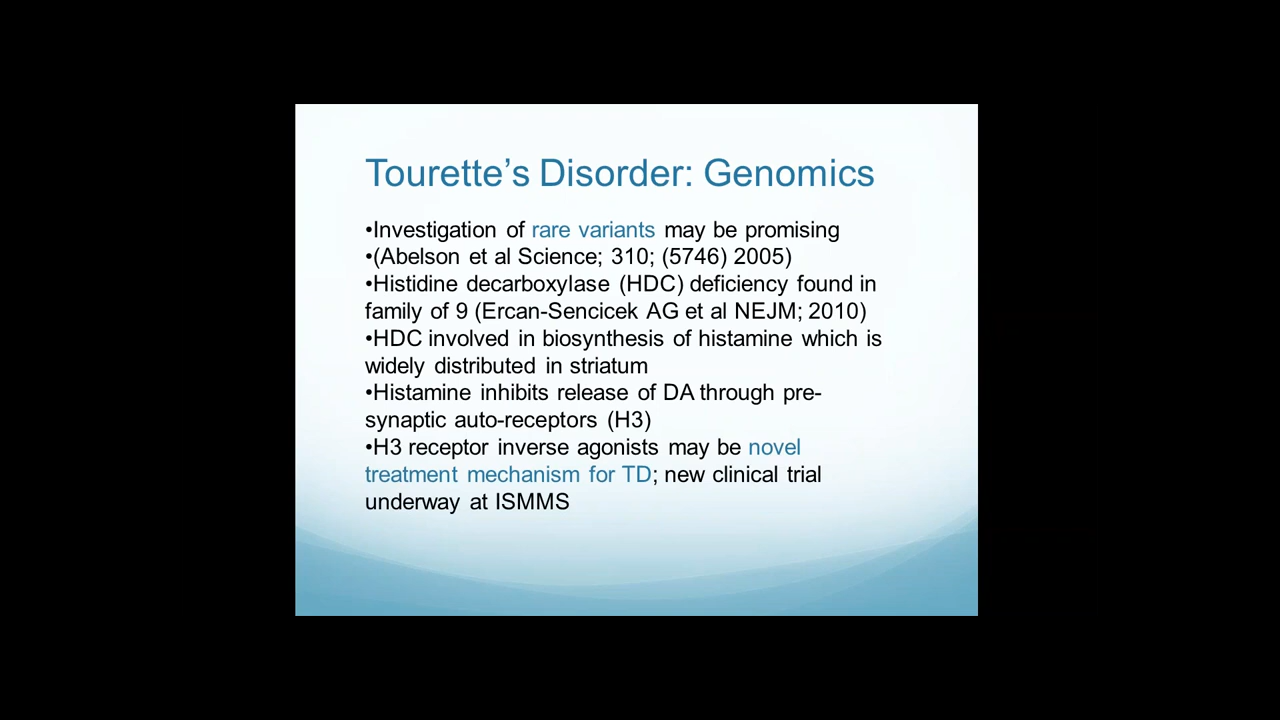 Tourette’s Disorder: Genomics
•Investigation of rare variants may be promising
•(Abelson et al Science; 310; (5746) 2005)
•Histidine decarboxylase (HDC) deficiency found in
family of 9 (Ercan-Sencicek AG et al NEJM; 2010)
•HDC involved in biosynthesis of histamine which is
widely distributed in striatum
•Histamine inhibits release of DA through pre-
synaptic auto-receptors (H3)
•H3 receptor inverse agonists may be novel
treatment mechanism for TD; new clinical trial
underway at ISMMS